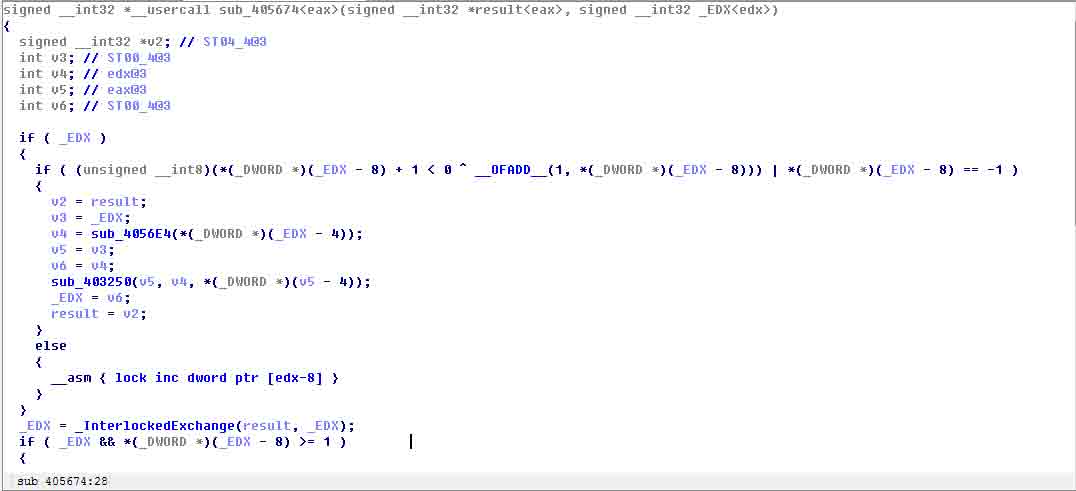 signed __int32 *__usercall sub_405674<eax>(signed __int32 *result<eax>, signed __int32 _EDX<edx>)
{
  signed __int32 *v2; // ST04_4@3
  int v3; // ST00_4@3
  int v4; // edx@3
  int v5; // eax@3
  int v6; // ST00_4@3
  if ( _EDX )
  {
    if ( (unsigned __int8)(*(_DWORD *)(_EDX - 8) + 1 < 0 ^ __OFADD__(1, *(_DWORD *)(_EDX - 8))) | *(_DWORD *)(_EDX - 8) == -1 )
    {
      v2 = result;
      v3 = _EDX;
      v4 = sub_4056E4(*(_DWORD *)(_EDX - 4));
      v5 = v3;
      v6 = v4;
      sub_403250(v5, v4, *(_DWORD *)(v5 - 4));
      _EDX = v6;
      result = v2;
    }
    else
    {
      __asm { lock inc dword ptr [edx-8] }
    }
  }
  _EDX = _InterlockedExchange(result, _EDX);
  if ( _EDX && *(_DWORD *)(_EDX - 8) >= 1 )
  {
sub 405674:28